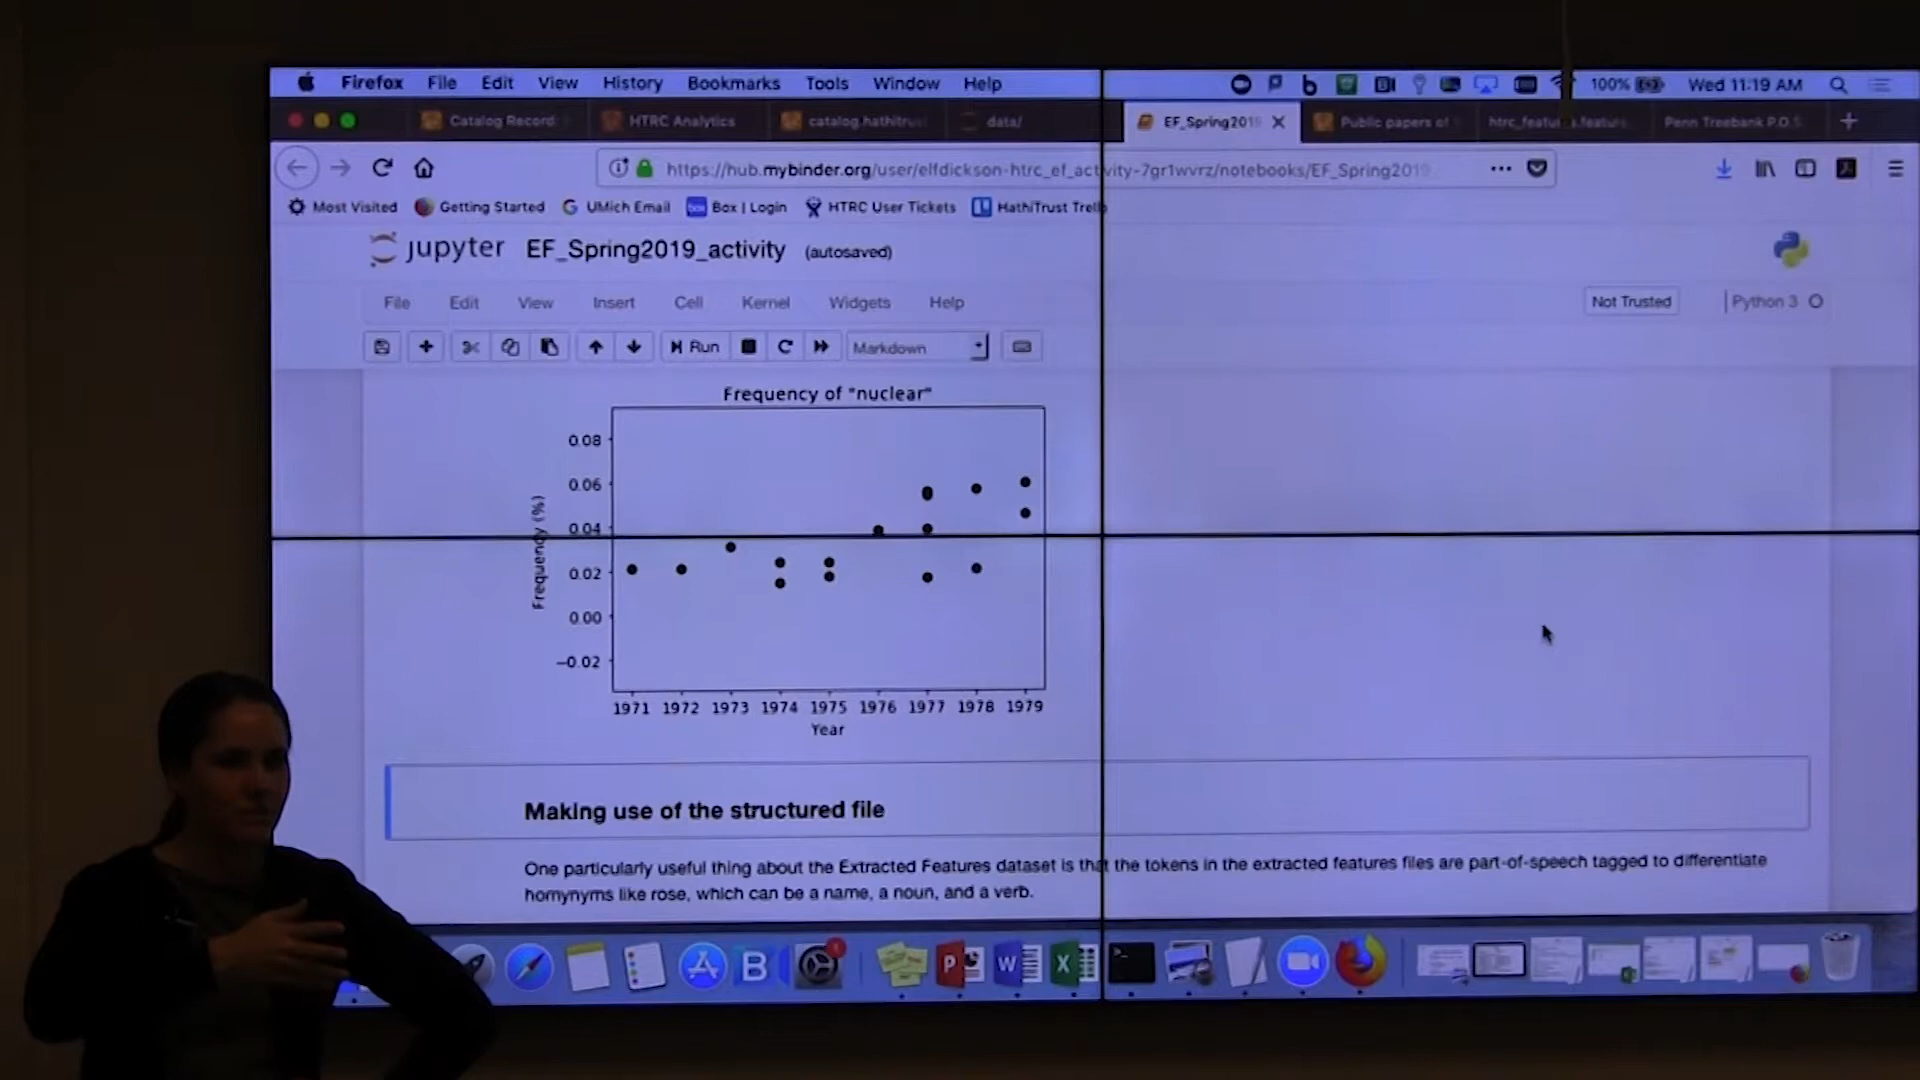 Firefox File Edit View History Bookmarks Tools Window Help 100% Wed 11:19 AM
Catalog Record HTRC Analytics catalog.hathitrus data/ EF_Spring2019 Public papers of Penn Treebank P.O.S.
https://hub.mybinder.org/user/elfdickson-htrc_ef_activity-7gr1wvrz/notebooks/EF_Spring2019
Most Visited Getting Started UMich Email Box | Login HTRC User Tickets HathiTrust Trello
jupyter EF_Spring2019_activity (autosaved)
File Edit View Insert Cell Kernel Widgets Help Not Trusted Python 3
Run Markdown
Frequency of "nuclear"
0.08
0.06
0.04
0.02
0.00
−0.02
Frequency (%)
1971 1972 1973 1974 1975 1976 1977 1978 1979
Year
Making use of the structured file
One particularly useful thing about the Extracted Features dataset is that the tokens in the extracted features files are part-of-speech tagged to differentiate
homynyms like rose, which can be a name, a noun, and a verb.